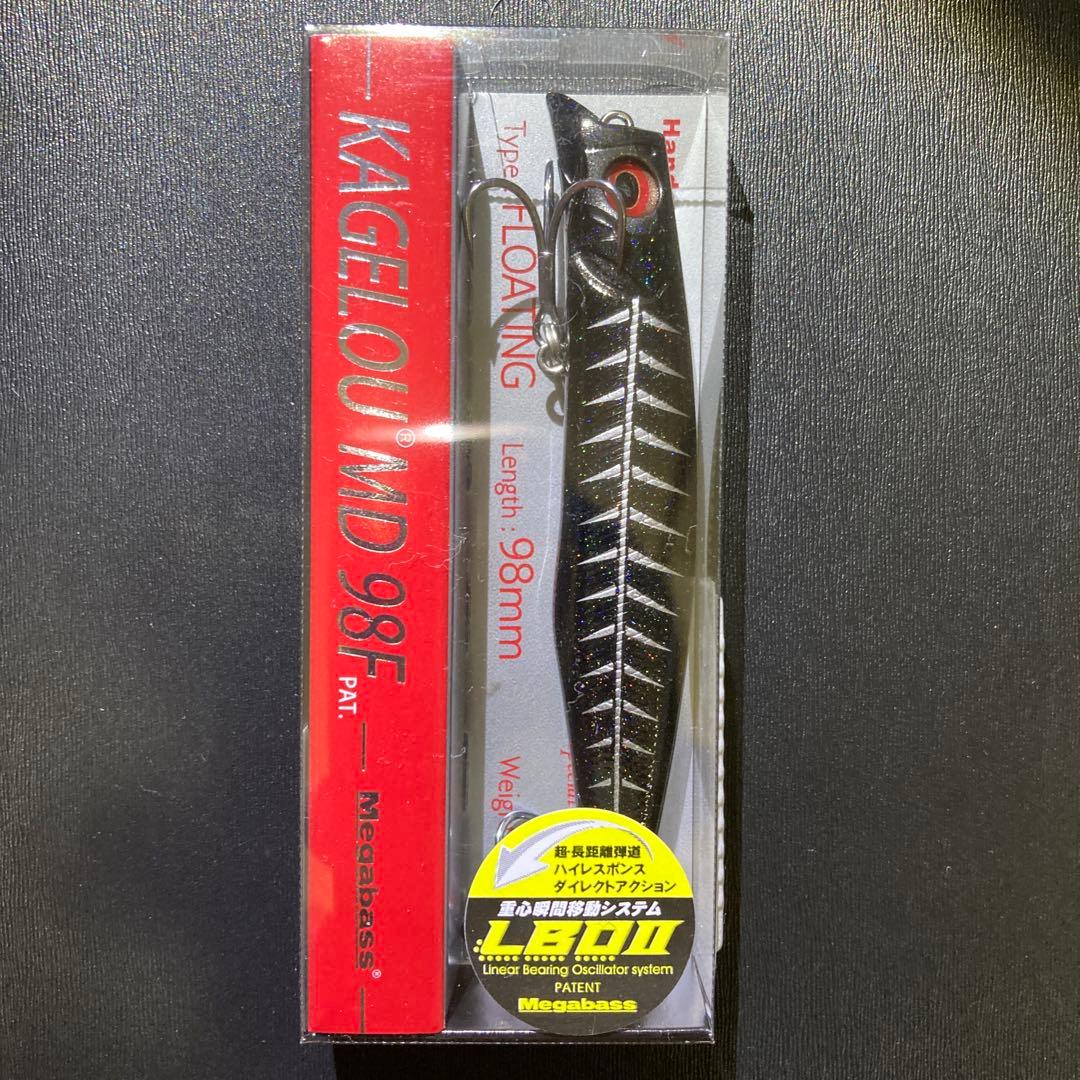 KAGELOU® MD 98F PAT.
Megabass®
Hand
Type : FLOATING
Length : 98mm
超・長距離弾道
ハイレスポンス
ダイレクトアクション
重心瞬間移動システム
LBOII
Linear Bearing Oscillator system
PATENT
Megabass